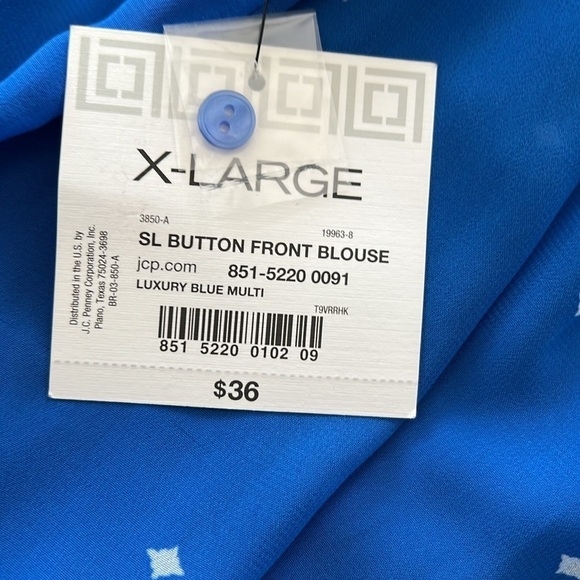 X-LARGE
3850-A
19963-8
SL BUTTON FRONT BLOUSE
jcp.com 851-5220 0091
LUXURY BLUE MULTI
T9VRRHK
851 5220 0102 09
$36
Distributed in the U.S. by
J.C. Penney Corporation, Inc.
Plano, Texas 75024-3698
BR-03-850-A